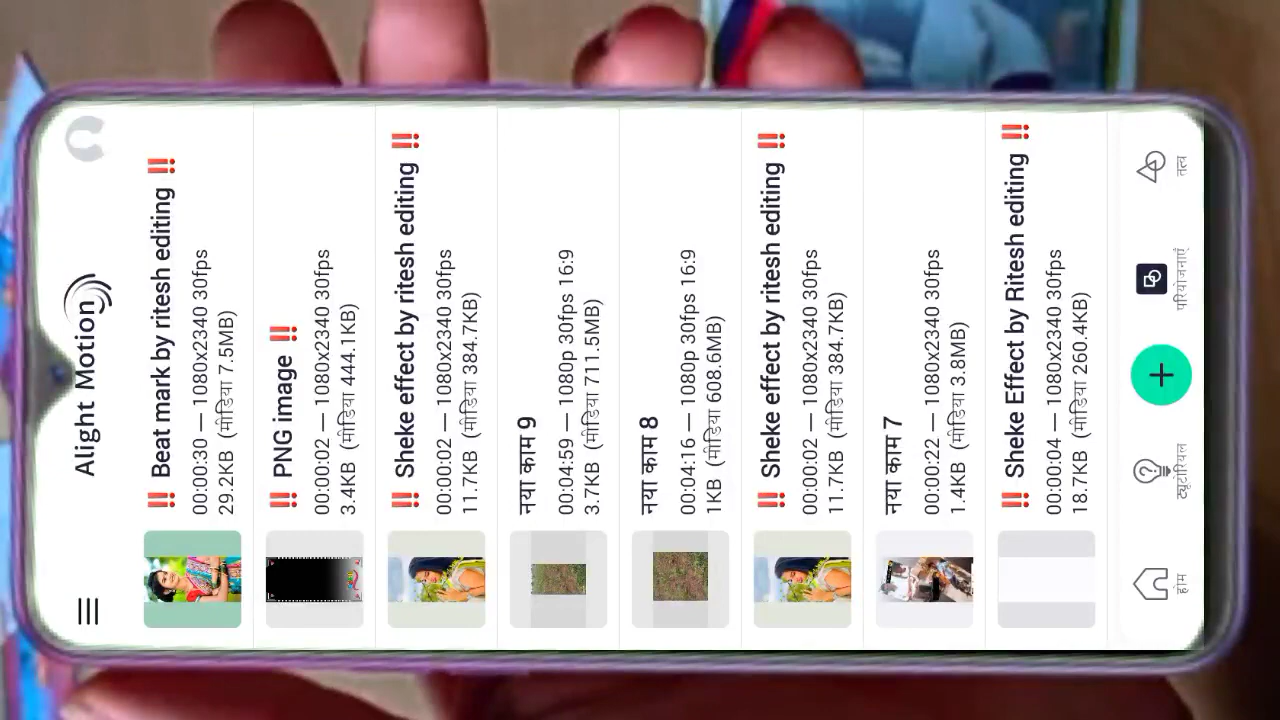 Alight Motion
‼ Beat mark by ritesh editing ‼
00:00:30 — 1080x2340 30fps
29.2KB (मीडिया 7.5MB)
‼ PNG image ‼
00:00:02 — 1080x2340 30fps
3.4KB (मीडिया 444.1KB)
‼ Sheke effect by ritesh editing ‼
00:00:02 — 1080x2340 30fps
11.7KB (मीडिया 384.7KB)
नया काम 9
00:04:59 — 1080p 30fps 16:9
3.7KB (मीडिया 711.5MB)
नया काम 8
00:04:16 — 1080p 30fps 16:9
1KB (मीडिया 608.6MB)
‼ Sheke effect by ritesh editing ‼
00:00:02 — 1080x2340 30fps
11.7KB (मीडिया 384.7KB)
नया काम 7
00:00:22 — 1080x2340 30fps
1.4KB (मीडिया 3.8MB)
‼ Sheke Effect by Ritesh editing ‼
00:00:04 — 1080x2340 30fps
18.7KB (मीडिया 260.4KB)
होम
ट्यूटोरियल
परियोजनाएँ
तत्व